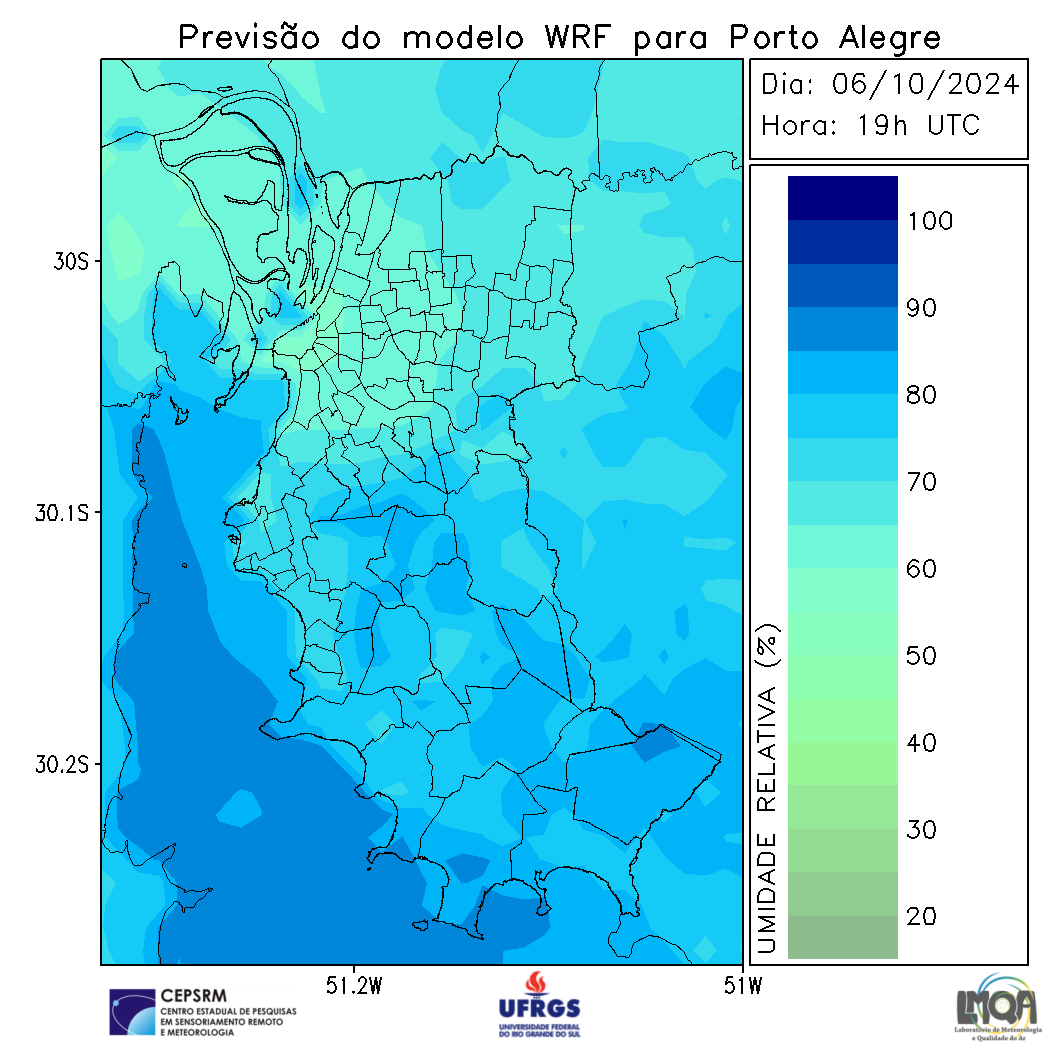 Previsão do modelo WRF para Porto Alegre
Dia: 06/10/2024
Hora: 19h UTC
30S
30.1S
30.2S
51.2W
51W
UMIDADE RELATIVA (%)
100
90
80
70
60
50
40
30
20
CEPSRM
CENTRO ESTADUAL DE PESQUISAS
EM SENSORIAMENTO REMOTO
E METEOROLOGIA
UFRGS
UNIVERSIDADE FEDERAL
DO RIO GRANDE DO SUL
LMQA
Laboratório de Meteorologia
e Qualidade do Ar